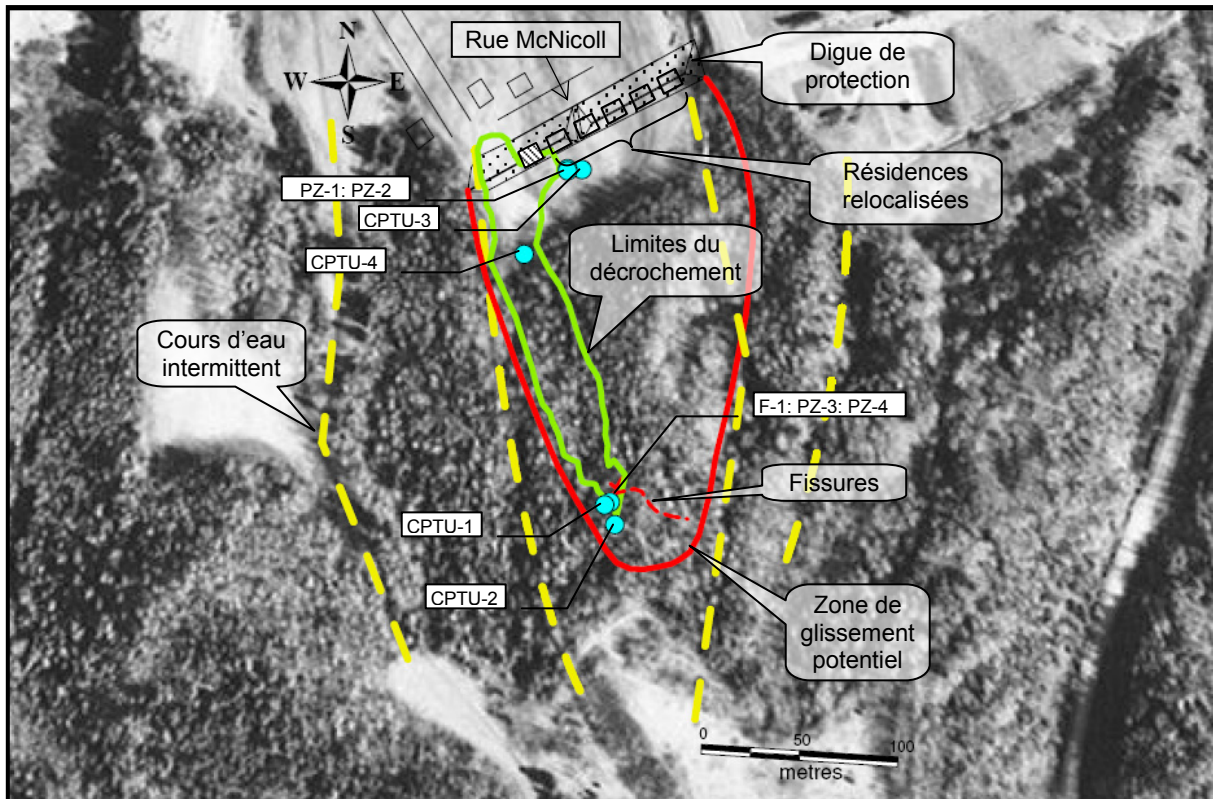 N
W
E
S
Rue McNicoll
Digue de
protection
PZ-1: PZ-2
CPTU-3
CPTU-4
Résidences
relocalisées
Limites du
décrochement
Cours d’eau
intermittent
F-1: PZ-3: PZ-4
Fissures
CPTU-1
CPTU-2
Zone de
glissement
potentiel
0
50
100
metres